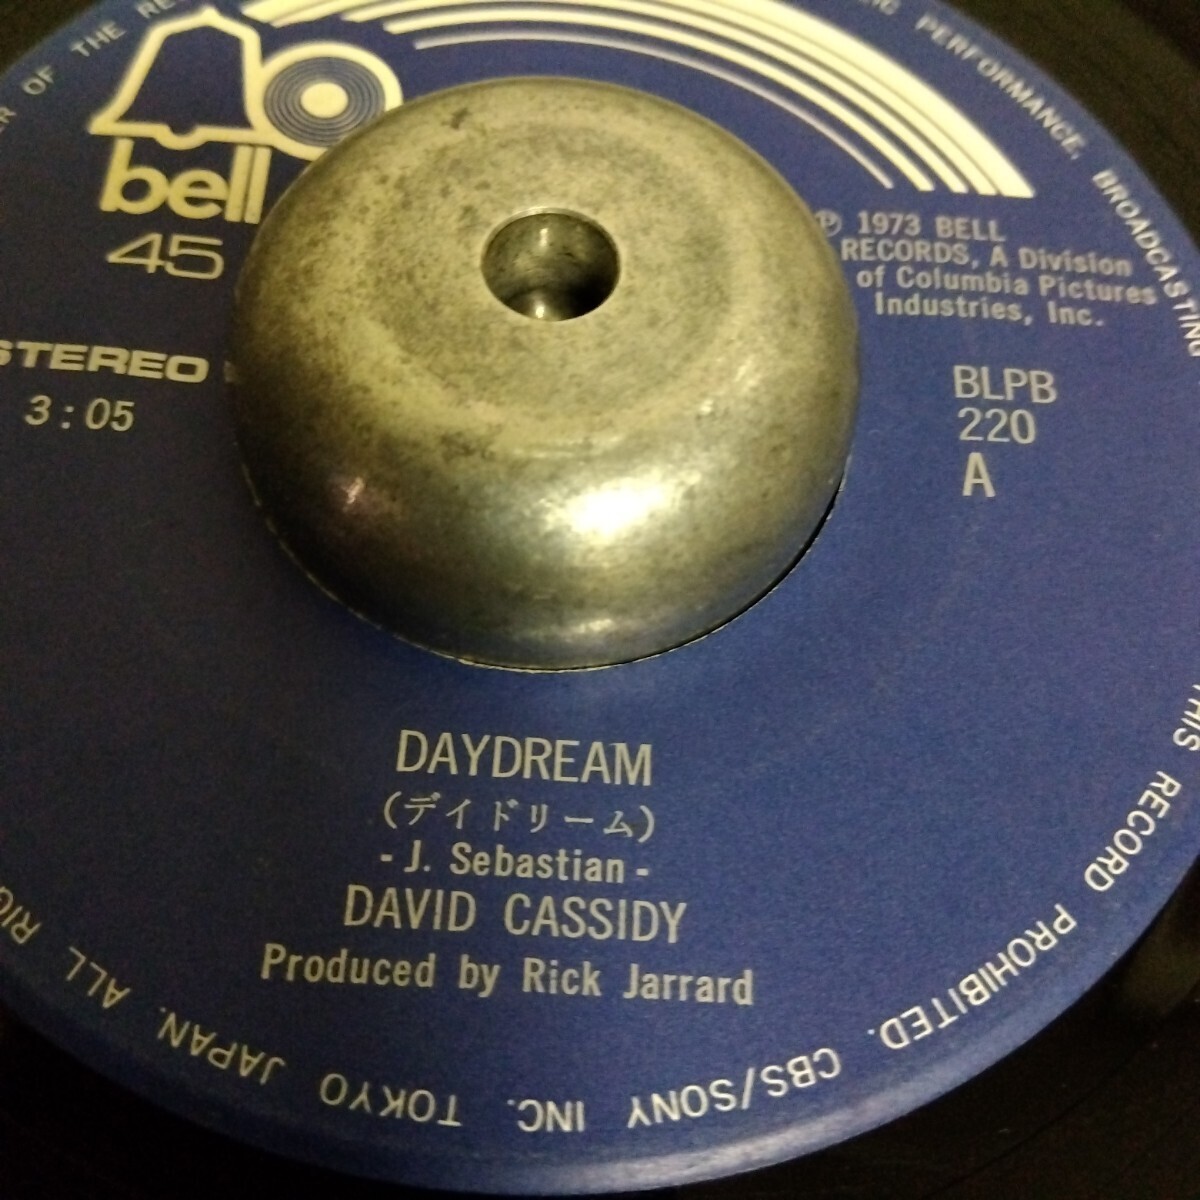 bell
45
STEREO
3:05
℗ 1973 BELL
RECORDS, A Division
of Columbia Pictures
Industries, Inc.
BLPB
220
A
DAYDREAM
(デイドリーム)
- J. Sebastian -
DAVID CASSIDY
Produced by Rick Jarrard
OF THE
PERFORMANCE, BROADCASTING
THIS RECORD PROHIBITED. CBS/SONY INC. TOKYO JAPAN. ALL